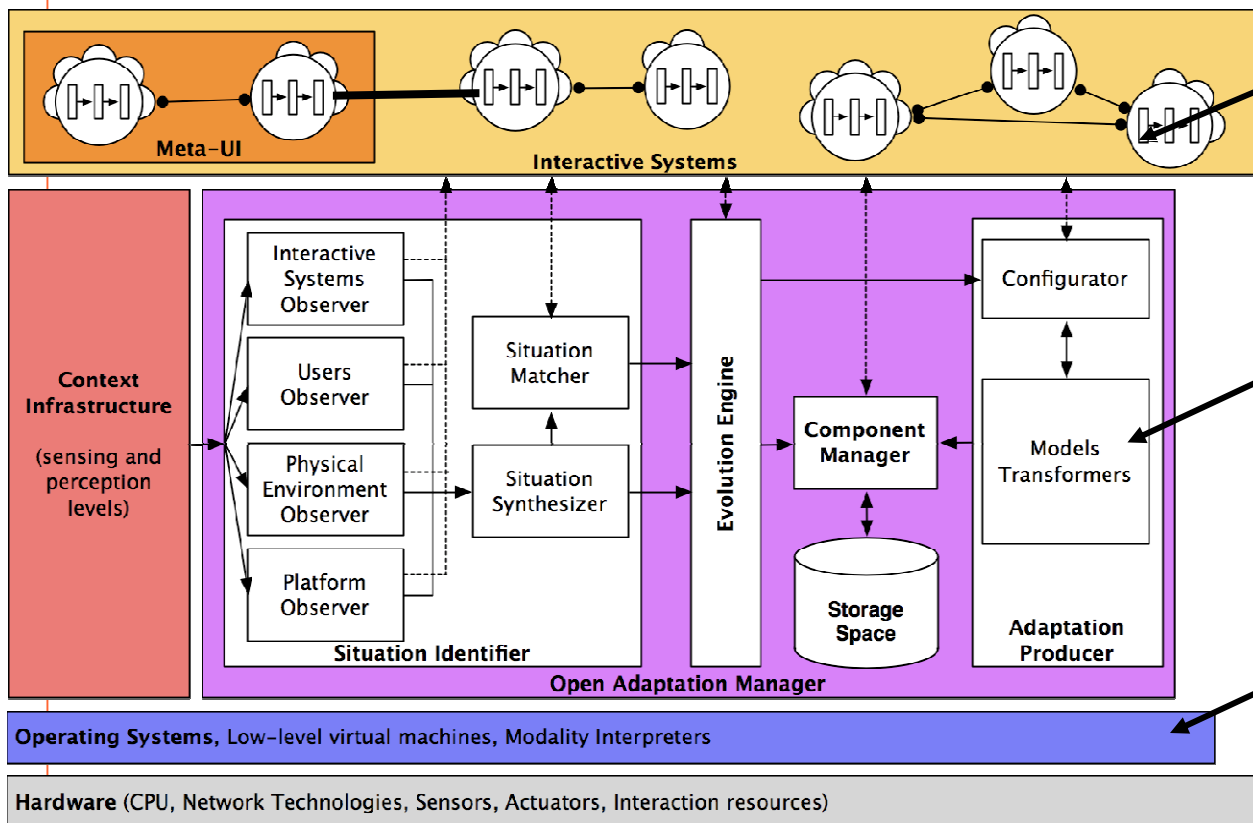 Meta-UI
Interactive Systems
Context
Infrastructure
(sensing and
perception
levels)
Interactive
Systems
Observer
Users
Observer
Physical
Environment
Observer
Platform
Observer
Situation
Matcher
Situation
Synthesizer
Situation Identifier
Evolution Engine
Component
Manager
Storage
Space
Configurator
Models
Transformers
Adaptation
Producer
Open Adaptation Manager
Operating Systems, Low-level virtual machines, Modality Interpreters
Hardware (CPU, Network Technologies, Sensors, Actuators, Interaction resources)